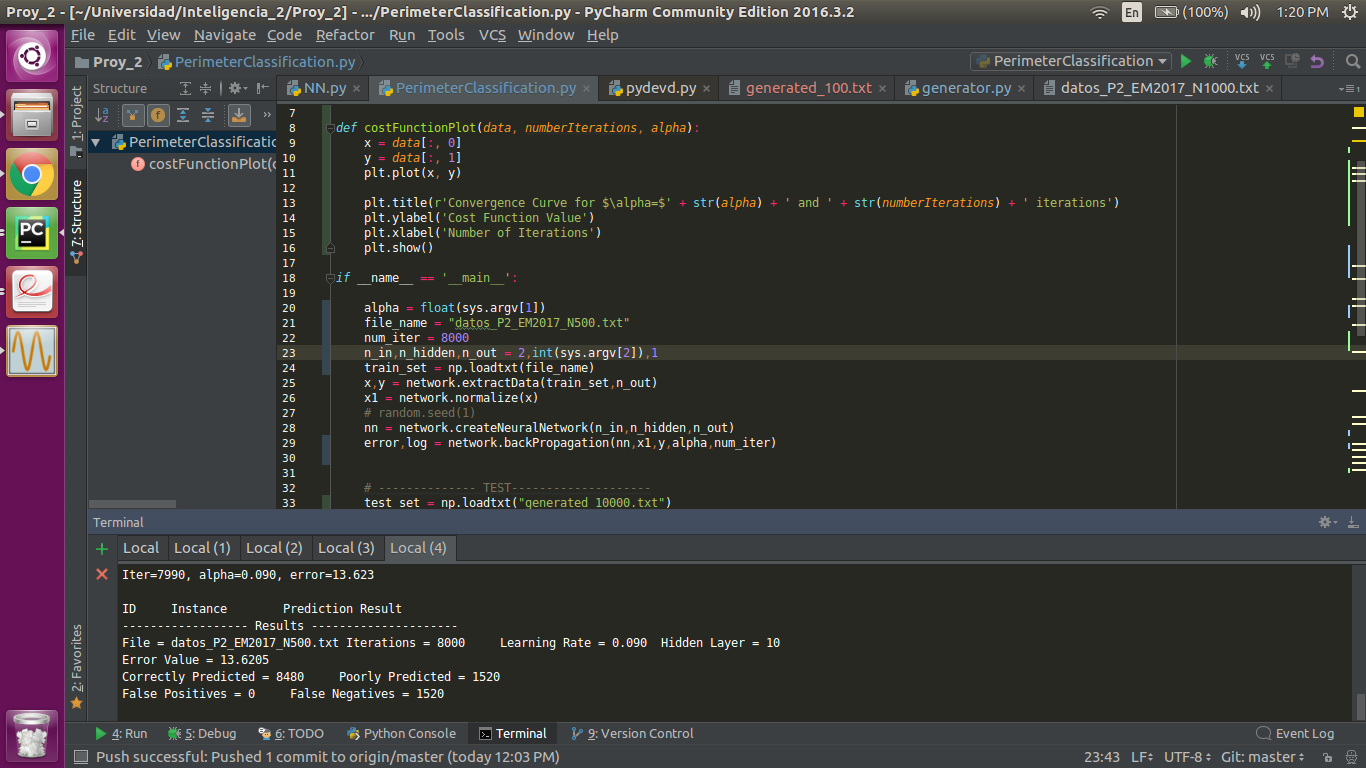 Proy_2 - [~/Universidad/Inteligencia_2/Proy_2] - .../PerimeterClassification.py - PyCharm Community Edition 2016.3.2
En (100%) 1:20 PM
File Edit View Navigate Code Refactor Run Tools VCS Window Help
Proy_2 PerimeterClassification.py PerimeterClassification VCS VCS
1: Project
7: Structure
2: Favorites
PC
Structure
NN.py PerimeterClassification.py pydevd.py generated_100.txt generator.py datos_P2_EM2017_N1000.txt
PerimeterClassificatio
f costFunctionPlot(
7
8 def costFunctionPlot(data, numberIterations, alpha):
9 x = data[:, 0]
10 y = data[:, 1]
11 plt.plot(x, y)
12
13 plt.title(r'Convergence Curve for $\alpha=$' + str(alpha) + ' and ' + str(numberIterations) + ' iterations')
14 plt.ylabel('Cost Function Value')
15 plt.xlabel('Number of Iterations')
16 plt.show()
17
18 if __name__ == '__main__':
19
20 alpha = float(sys.argv[1])
21 file_name = "datos_P2_EM2017_N500.txt"
22 num_iter = 8000
23 n_in,n_hidden,n_out = 2,int(sys.argv[2]),1
24 train_set = np.loadtxt(file_name)
25 x,y = network.extractData(train_set,n_out)
26 x1 = network.normalize(x)
27 # random.seed(1)
28 nn = network.createNeuralNetwork(n_in,n_hidden,n_out)
29 error,log = network.backPropagation(nn,x1,y,alpha,num_iter)
30
31
32 # -------------- TEST--------------------
33 test_set = np.loadtxt("generated_10000.txt")
Terminal
Local Local (1) Local (2) Local (3) Local (4)
Iter=7990, alpha=0.090, error=13.623
ID Instance Prediction Result
------------------ Results ---------------------
File = datos_P2_EM2017_N500.txt Iterations = 8000 Learning Rate = 0.090 Hidden Layer = 10
Error Value = 13.6205
Correctly Predicted = 8480 Poorly Predicted = 1520
False Positives = 0 False Negatives = 1520
4: Run 5: Debug 6: TODO Python Console Terminal 9: Version Control Event Log
Push successful: Pushed 1 commit to origin/master (today 12:03 PM) 23:43 LF UTF-8 Git: master